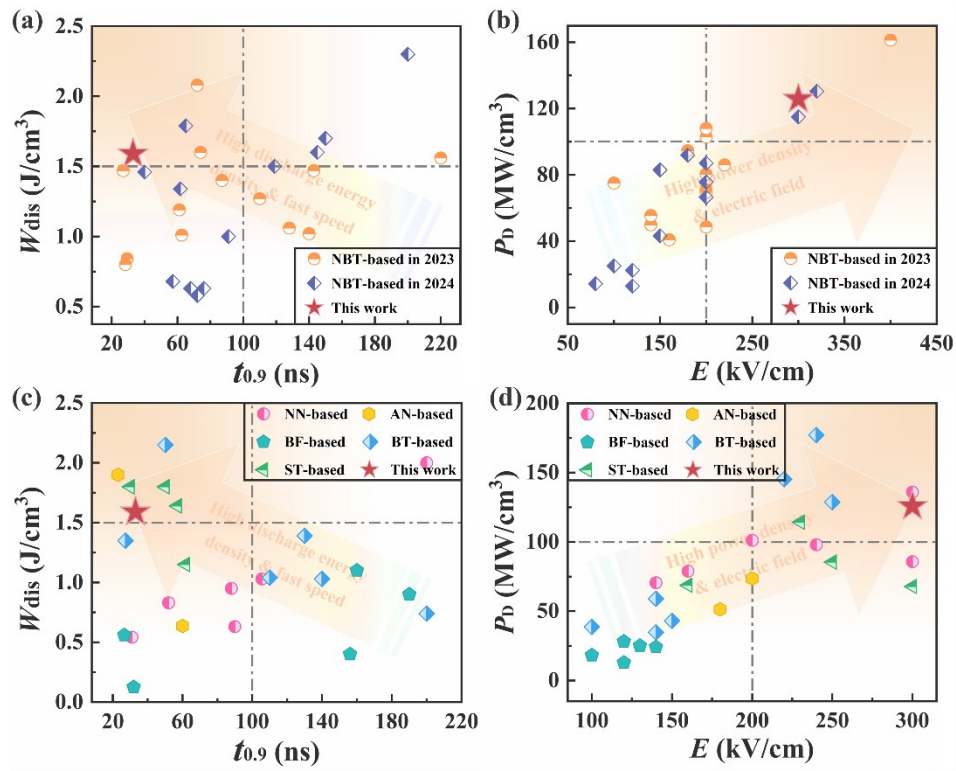 (a)
2.5
2.0
1.5
1.0
0.5
Wdis (J/cm3)
High discharge energy
density & fast speed
NBT-based in 2023
NBT-based in 2024
This work
20 60 100 140 180 220
t0.9 (ns)
(b)
160
120
80
40
0
PD (MW/cm3)
High power density
& electric field
NBT-based in 2023
NBT-based in 2024
This work
50 150 250 350 450
E (kV/cm)
(c)
2.5
2.0
1.5
1.0
0.5
0.0
Wdis (J/cm3)
NN-based AN-based
BF-based BT-based
ST-based This work
High discharge energy
density & fast speed
20 60 100 140 180 220
t0.9 (ns)
(d)
200
150
100
50
0
PD (MW/cm3)
NN-based AN-based
BF-based BT-based
ST-based This work
High power density
& electric field
100 150 200 250 300
E (kV/cm)